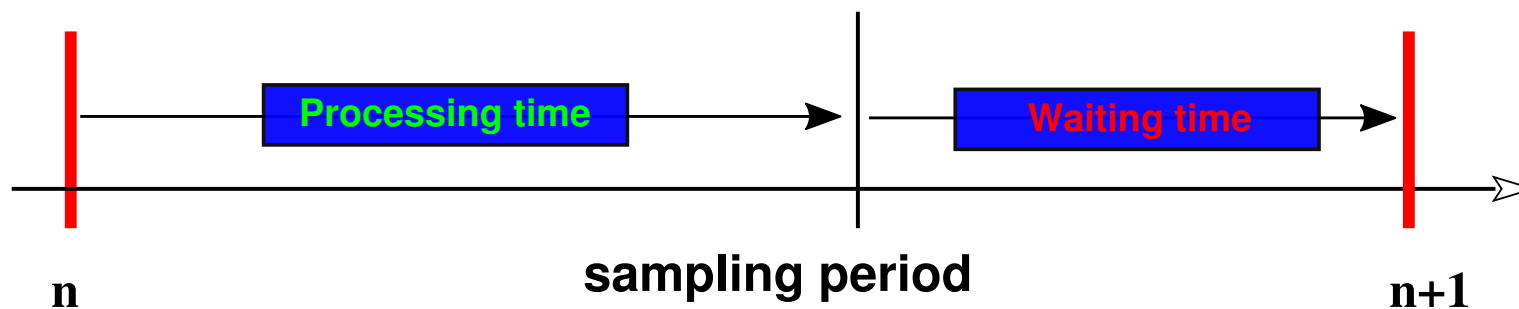 Processing time
Waiting time
sampling period
n
n+1